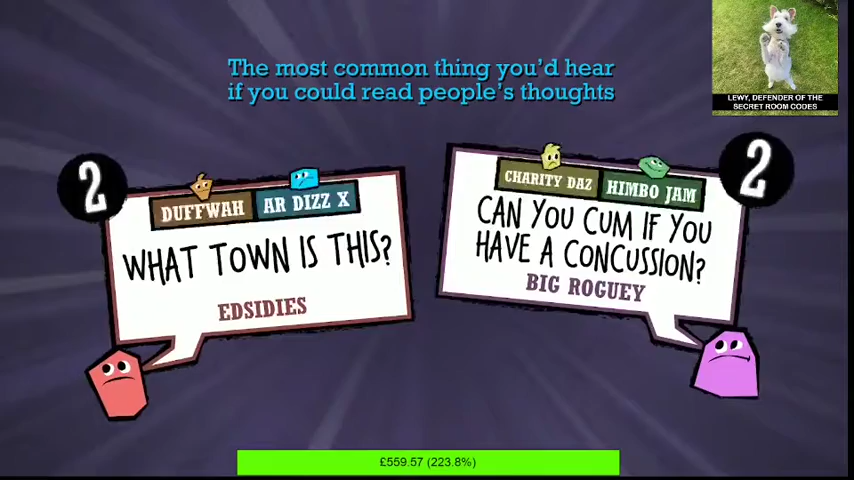 The most common thing you'd hear
if you could read people's thoughts
LEWY, DEFENDER OF THE
SECRET ROOM CODES
2
DUFFWAH
AR DIZZ X
WHAT TOWN IS THIS?
EDSIDIES
2
CHARITY DAZ
HIMBO JAM
CAN YOU CUM IF YOU
HAVE A CONCUSSION?
BIG ROGUEY
£559.57 (223.8%)